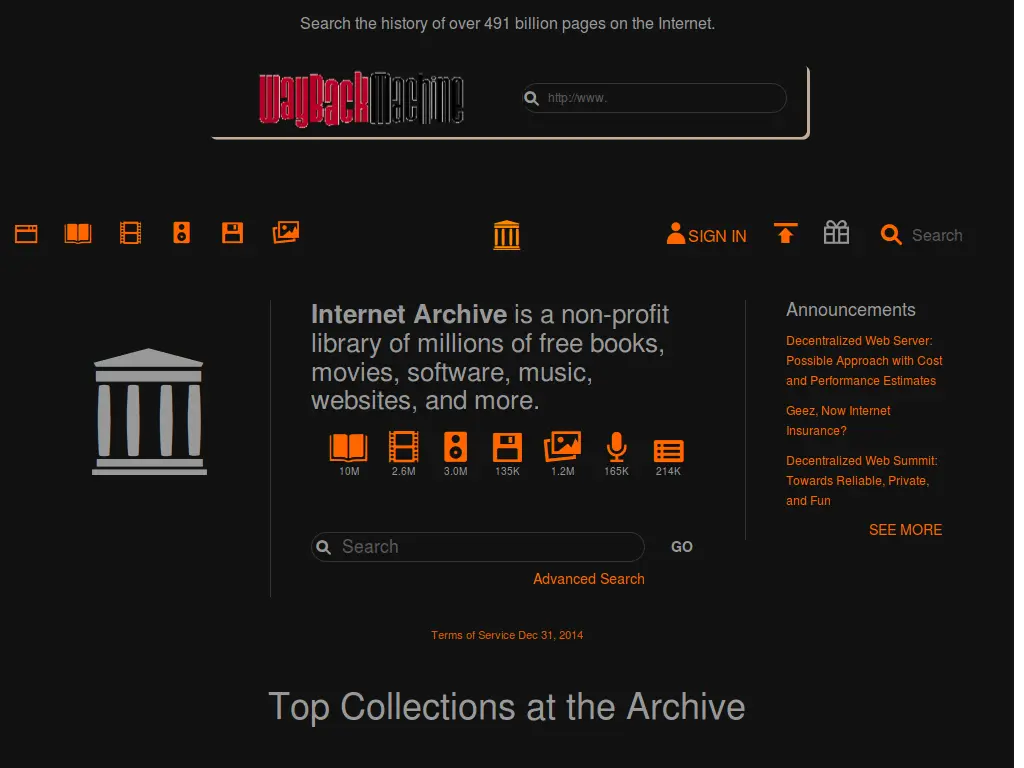 Search the history of over 491 billion pages on the Internet.
WayBackMachine
http://www.
SIGN IN
Search
Internet Archive is a non-profit
library of millions of free books,
movies, software, music,
websites, and more.
10M 2.6M 3.0M 135K 1.2M 165K 214K
Search
GO
Advanced Search
Announcements
Decentralized Web Server:
Possible Approach with Cost
and Performance Estimates
Geez, Now Internet
Insurance?
Decentralized Web Summit:
Towards Reliable, Private,
and Fun
SEE MORE
Terms of Service Dec 31, 2014
Top Collections at the Archive